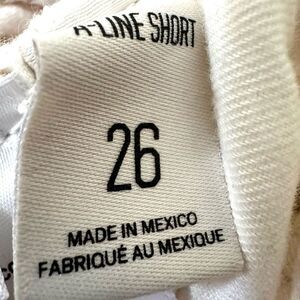 A-LINE SHORT
26
MADE IN MEXICO
FABRIQUÉ AU MEXIQUE